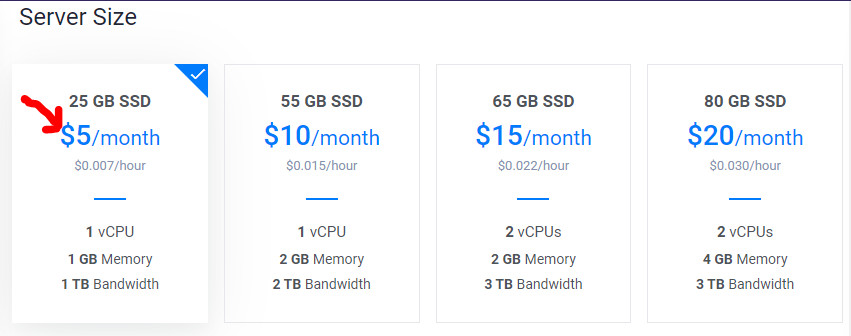 Server Size
25 GB SSD
$5/month
$0.007/hour
1 vCPU
1 GB Memory
1 TB Bandwidth
55 GB SSD
$10/month
$0.015/hour
1 vCPU
2 GB Memory
2 TB Bandwidth
65 GB SSD
$15/month
$0.022/hour
2 vCPUs
2 GB Memory
3 TB Bandwidth
80 GB SSD
$20/month
$0.030/hour
2 vCPUs
4 GB Memory
3 TB Bandwidth